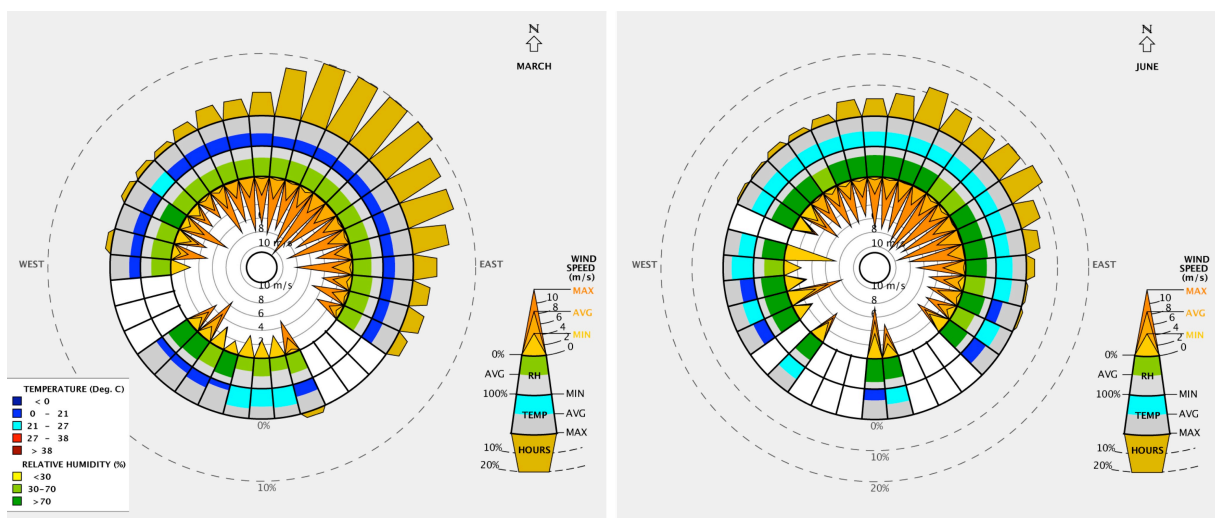 N
MARCH
WEST
EAST
8
10 m/s
10 m/s
8
6
4
2
0%
10%
WIND
SPEED
(m/s)
MAX
AVG
MIN
10
8
6
4
2
0
0%
AVG
RH
100%
MIN
TEMP
AVG
MAX
HOURS
10%
20%
TEMPERATURE (Deg. C)
< 0
0 - 21
21 - 27
27 - 38
> 38
RELATIVE HUMIDITY (%)
<30
30-70
>70
N
JUNE
WEST
EAST
8
10 m/s
10 m/s
8
6
0%
10%
20%
WIND
SPEED
(m/s)
MAX
AVG
MIN
10
8
6
4
2
0
0%
AVG
RH
100%
MIN
TEMP
AVG
MAX
HOURS
10%
20%